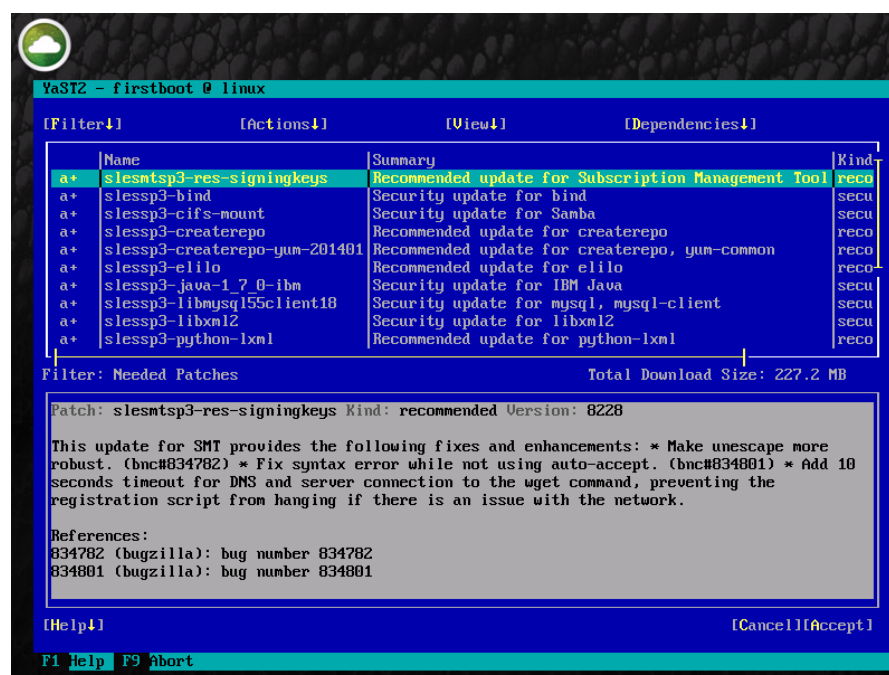 YaST2 - firstboot @ linux
[Filter↓] [Actions↓] [View↓] [Dependencies↓]
|Name |Summary |Kind
a+ |slesmtsp3-res-signingkeys |Recommended update for Subscription Management Tool|reco
a+ |slessp3-bind |Security update for bind |secu
a+ |slessp3-cifs-mount |Security update for Samba |secu
a+ |slessp3-createrepo |Recommended update for createrepo |reco
a+ |slessp3-createrepo-yum-201401|Recommended update for createrepo, yum-common |reco
a+ |slessp3-elilo |Recommended update for elilo |reco
a+ |slessp3-java-1_7_0-ibm |Security update for IBM Java |secu
a+ |slessp3-libmysql55client18 |Security update for mysql, mysql-client |secu
a+ |slessp3-libxml2 |Security update for libxml2 |secu
a+ |slessp3-python-lxml |Recommended update for python-lxml |reco
Filter: Needed Patches Total Download Size: 227.2 MB
Patch: slesmtsp3-res-signingkeys Kind: recommended Version: 8228
This update for SMT provides the following fixes and enhancements: * Make unescape more
robust. (bnc#834782) * Fix syntax error while not using auto-accept. (bnc#834801) * Add 10
seconds timeout for DNS and server connection to the wget command, preventing the
registration script from hanging if there is an issue with the network.
References:
834782 (bugzilla): bug number 834782
834801 (bugzilla): bug number 834801
[Help↓] [Cancel][Accept]
F1 Help F9 Abort